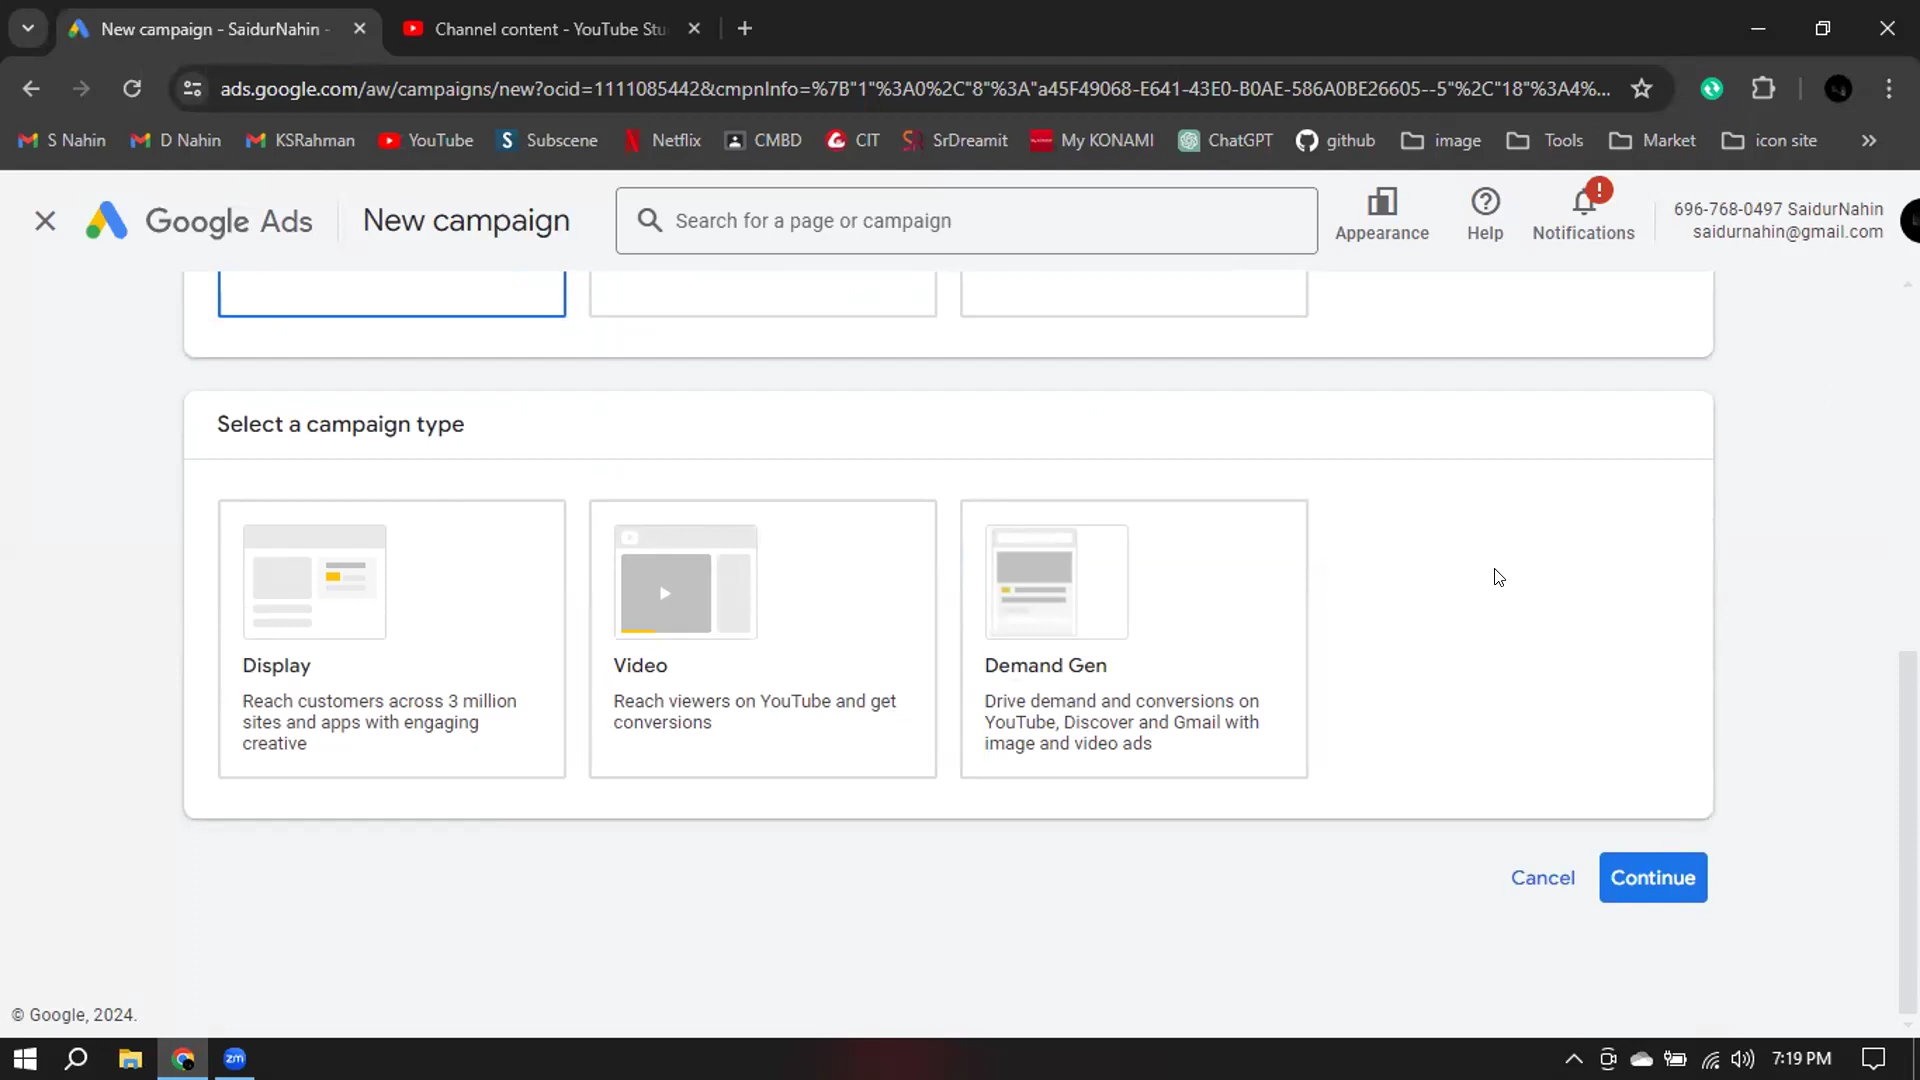 New campaign - SaidurNahin -
Channel content - YouTube Stu
ads.google.com/aw/campaigns/new?ocid=1111085442&cmpnInfo=%7B"1"%3A0%2C"8"%3A"a45F49068-E641-43E0-B0AE-586A0BE26605--5"%2C"18"%3A4%...
S Nahin
D Nahin
KSRahman
YouTube
Subscene
Netflix
CMBD
CIT
SrDreamit
My KONAMI
ChatGPT
github
image
Tools
Market
icon site
Google Ads
New campaign
Search for a page or campaign
Appearance
Help
Notifications
696-768-0497 SaidurNahin
saidurnahin@gmail.com
Select a campaign type
Display
Reach customers across 3 million
sites and apps with engaging
creative
Video
Reach viewers on YouTube and get
conversions
Demand Gen
Drive demand and conversions on
YouTube, Discover and Gmail with
image and video ads
Cancel
Continue
© Google, 2024.
zm
7:19 PM